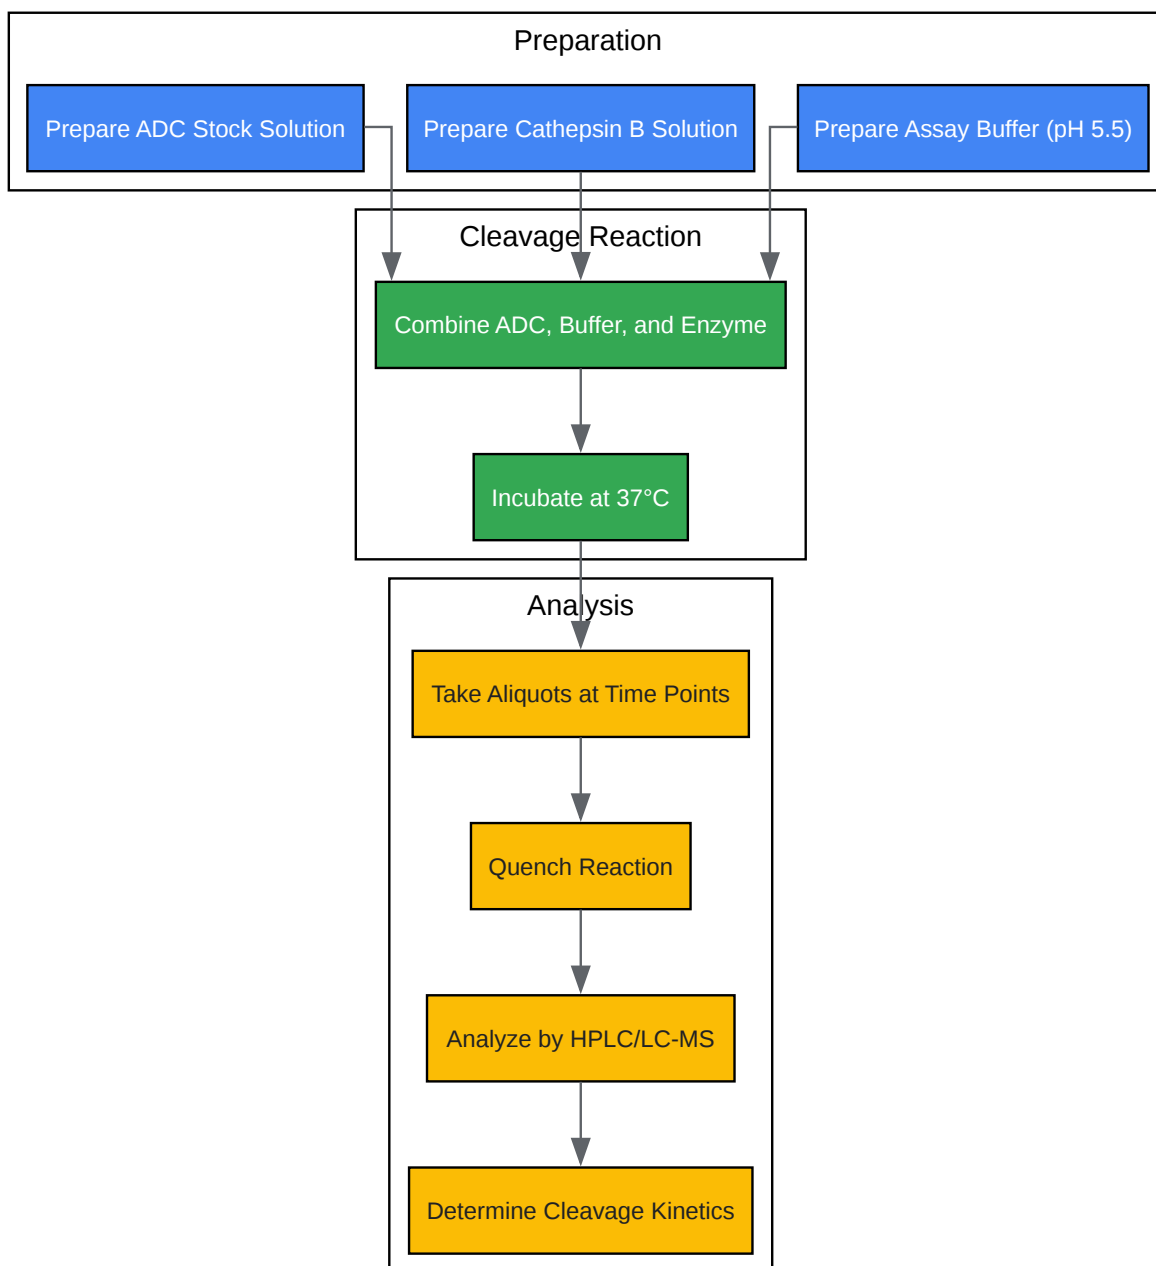 Preparation
Prepare ADC Stock Solution
Prepare Cathepsin B Solution
Prepare Assay Buffer (pH 5.5)
Cleavage Reaction
Combine ADC, Buffer, and Enzyme
Incubate at 37°C
Analysis
Take Aliquots at Time Points
Quench Reaction
Analyze by HPLC/LC-MS
Determine Cleavage Kinetics